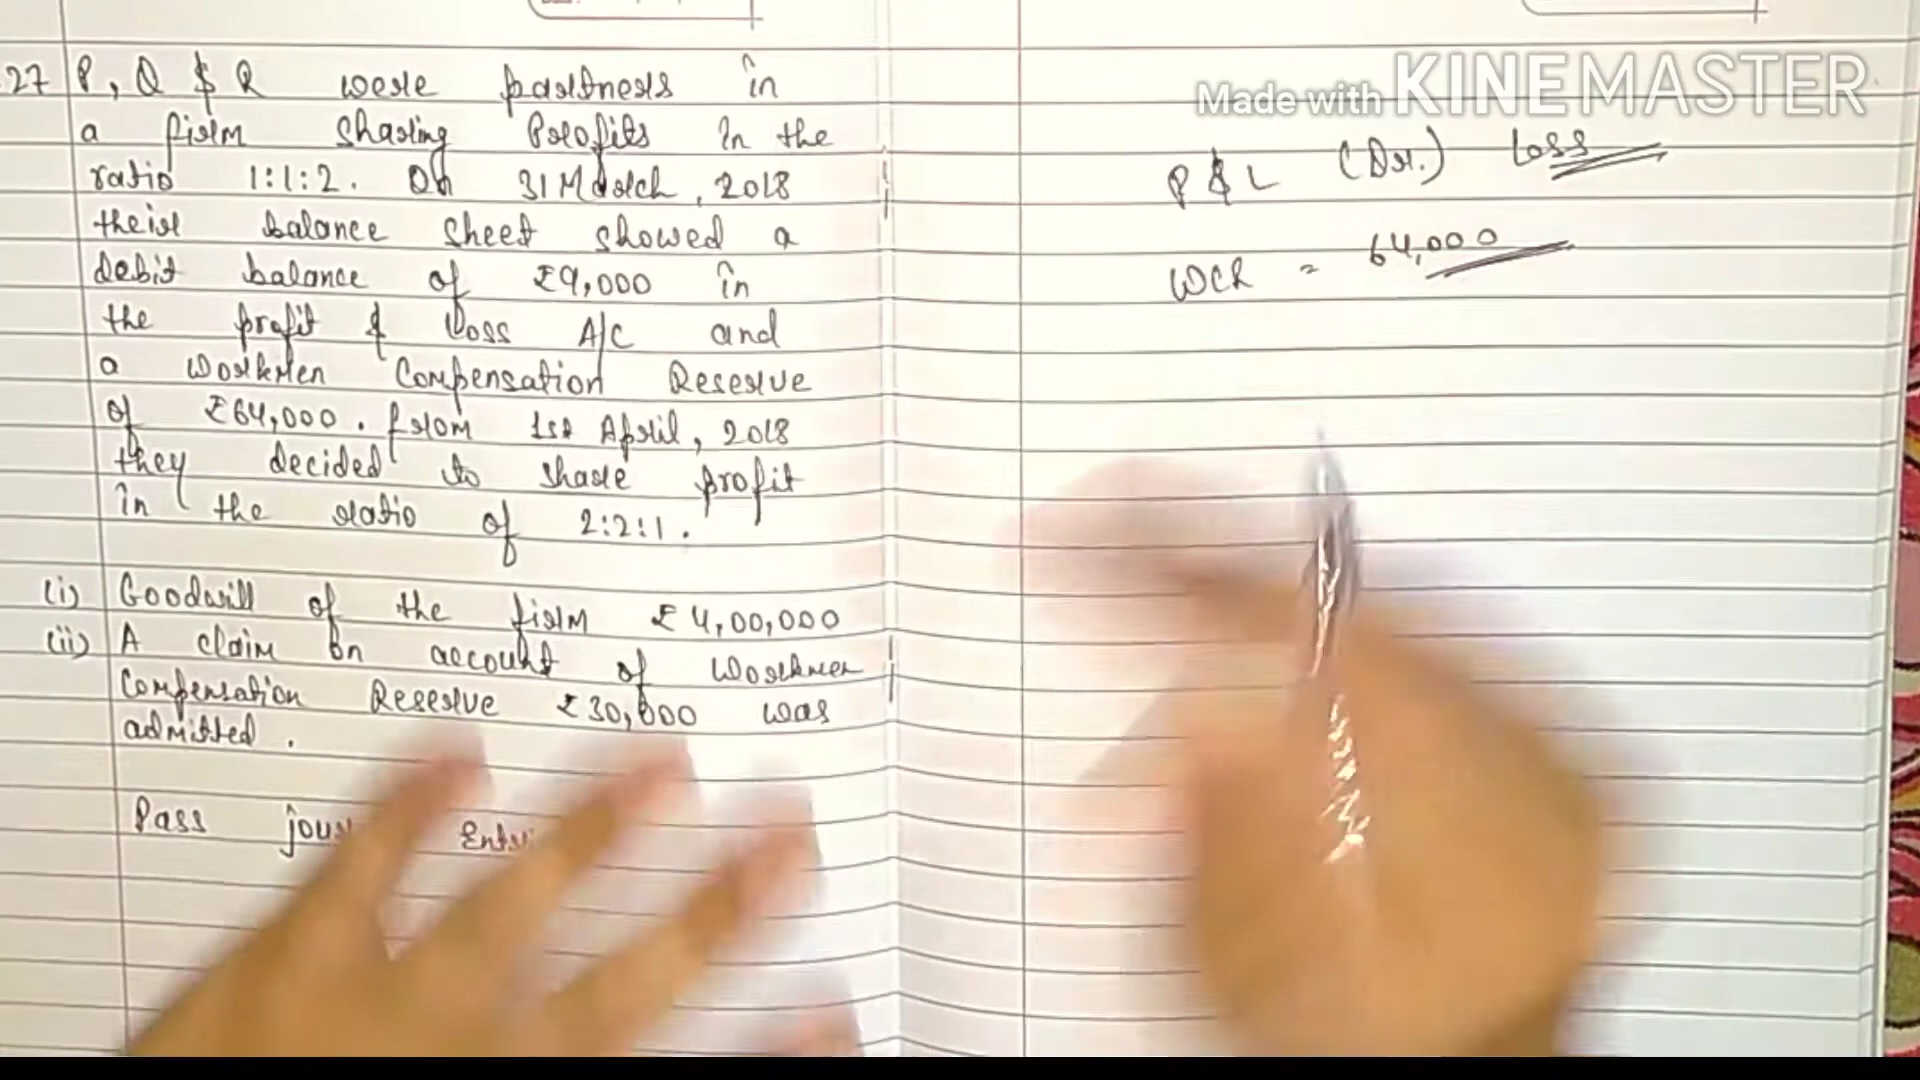 27 P, Q & R were partners in
a firm sharing Profits in the
ratio 1:1:2. On 31 March, 2018
their balance sheet showed a
debit balance of ₹9,000 in
the profit & Loss A/C and
a Workmen Compensation Reserve
of ₹64,000. from 1st April, 2018
they decided to share profit
in the ratio of 2:2:1.
(i) Goodwill of the firm ₹4,00,000
(ii) A claim on account of Workmen
Compensation Reserve ₹30,000 was
admitted.
Pass
Made with KINEMASTER
P & L (Dr.) Loss
WCR = 64,000